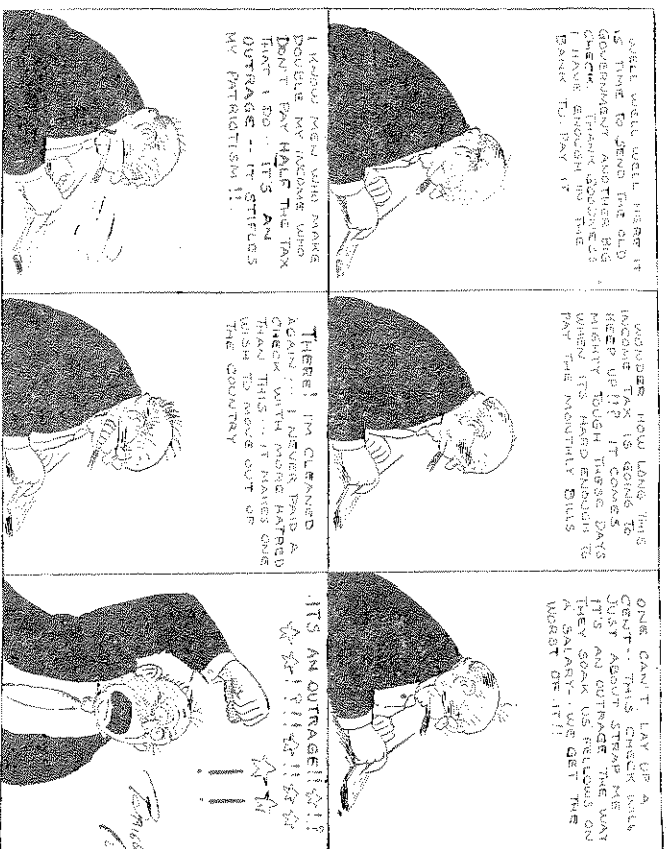 WELL WELL WELL HERE IT
IS TIME TO SEND THE OLD
GOVERNMENT ANOTHER BIG
CHECK THANK GOODNESS
I HAVE ENOUGH IN THE
BANK TO PAY IT
WONDER HOW LONG THIS
INCOME TAX IS GOING TO
KEEP UP!!? IT COMES
MIGHTY TOUGH THESE DAYS
WHEN IT'S HARD ENOUGH TO
PAY THE MONTHLY BILLS
ONE CAN'T LAY UP A
CENT-- THIS CHECK WILL
JUST ABOUT STRAP ME
IT'S AN OUTRAGE THE WAY
THEY SOAK US FELLOWS ON
A SALARY-- WE GET THE
WORST OF IT!!
I KNOW MEN WHO MAKE
DOUBLE MY INCOME WHO
DON'T PAY HALF THE TAX
THAT I DO-- IT'S AN
OUTRAGE -- IT STIFLES
MY PATRIOTISM!!
THERE! I'M CLEANED
AGAIN... I NEVER PAID A
CHECK WITH MORE HATRED
THAN THIS... IT MAKES ONE
WISH TO MOVE OUT OF
THE COUNTRY
ITS AN OUTRAGE!! ☆!!
☆☆!?!!☆!!☆☆
!! ☆☆